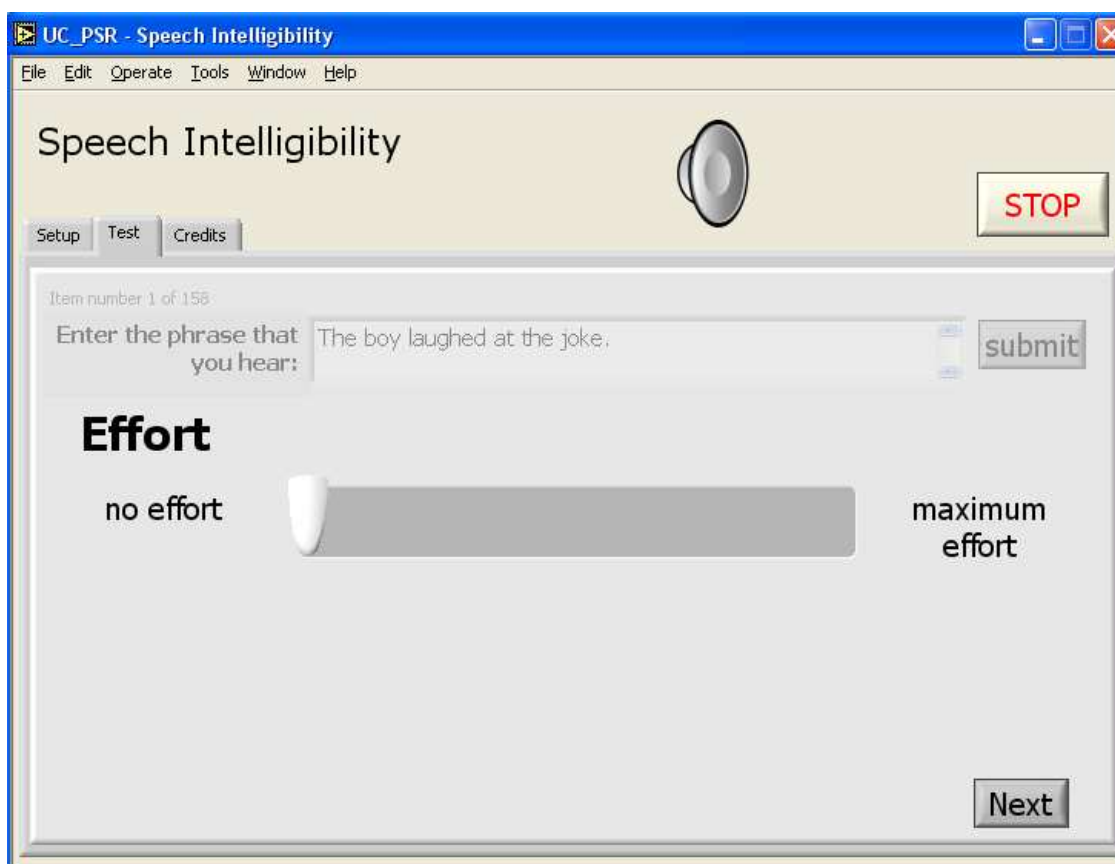 UC_PSR - Speech Intelligibility
File Edit Operate Tools Window Help
Speech Intelligibility
STOP
Setup Test Credits
Item number 1 of 158
Enter the phrase that
you hear:
The boy laughed at the joke.
submit
Effort
no effort
maximum
effort
Next